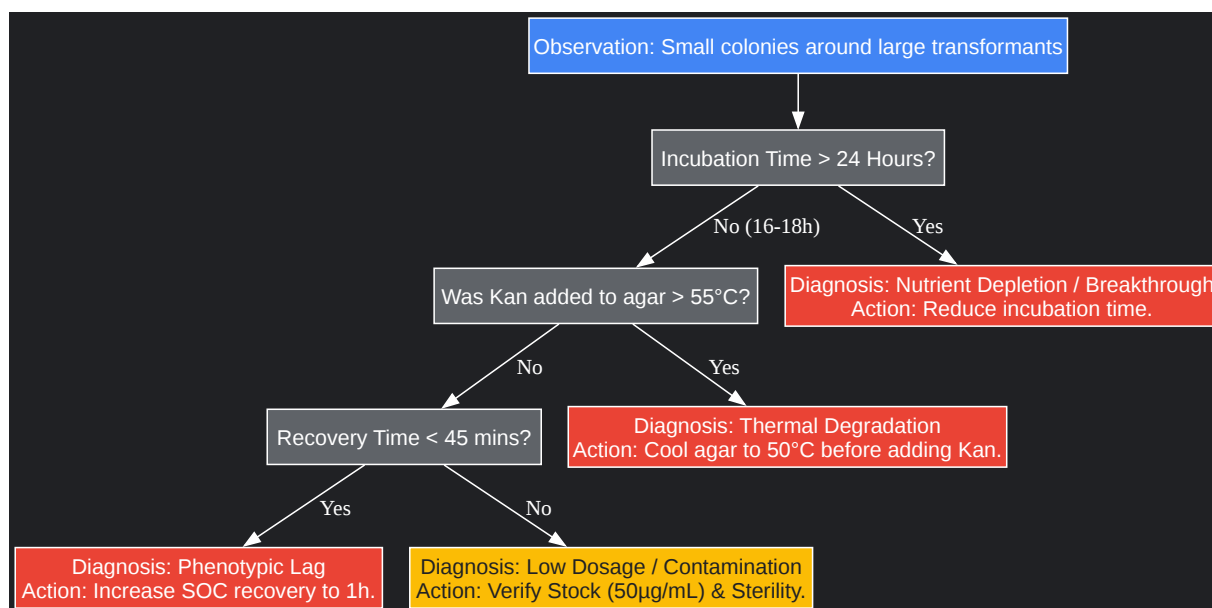 Observation: Small colonies around large transformants
Incubation Time > 24 Hours?
No (16-18h)
Yes
Was Kan added to agar > 55°C?
Diagnosis: Nutrient Depletion / Breakthrough
Action: Reduce incubation time.
No
Yes
Recovery Time < 45 mins?
Diagnosis: Thermal Degradation
Action: Cool agar to 50°C before adding Kan.
Yes
No
Diagnosis: Phenotypic Lag
Action: Increase SOC recovery to 1h.
Diagnosis: Low Dosage / Contamination
Action: Verify Stock (50µg/mL) & Sterility.